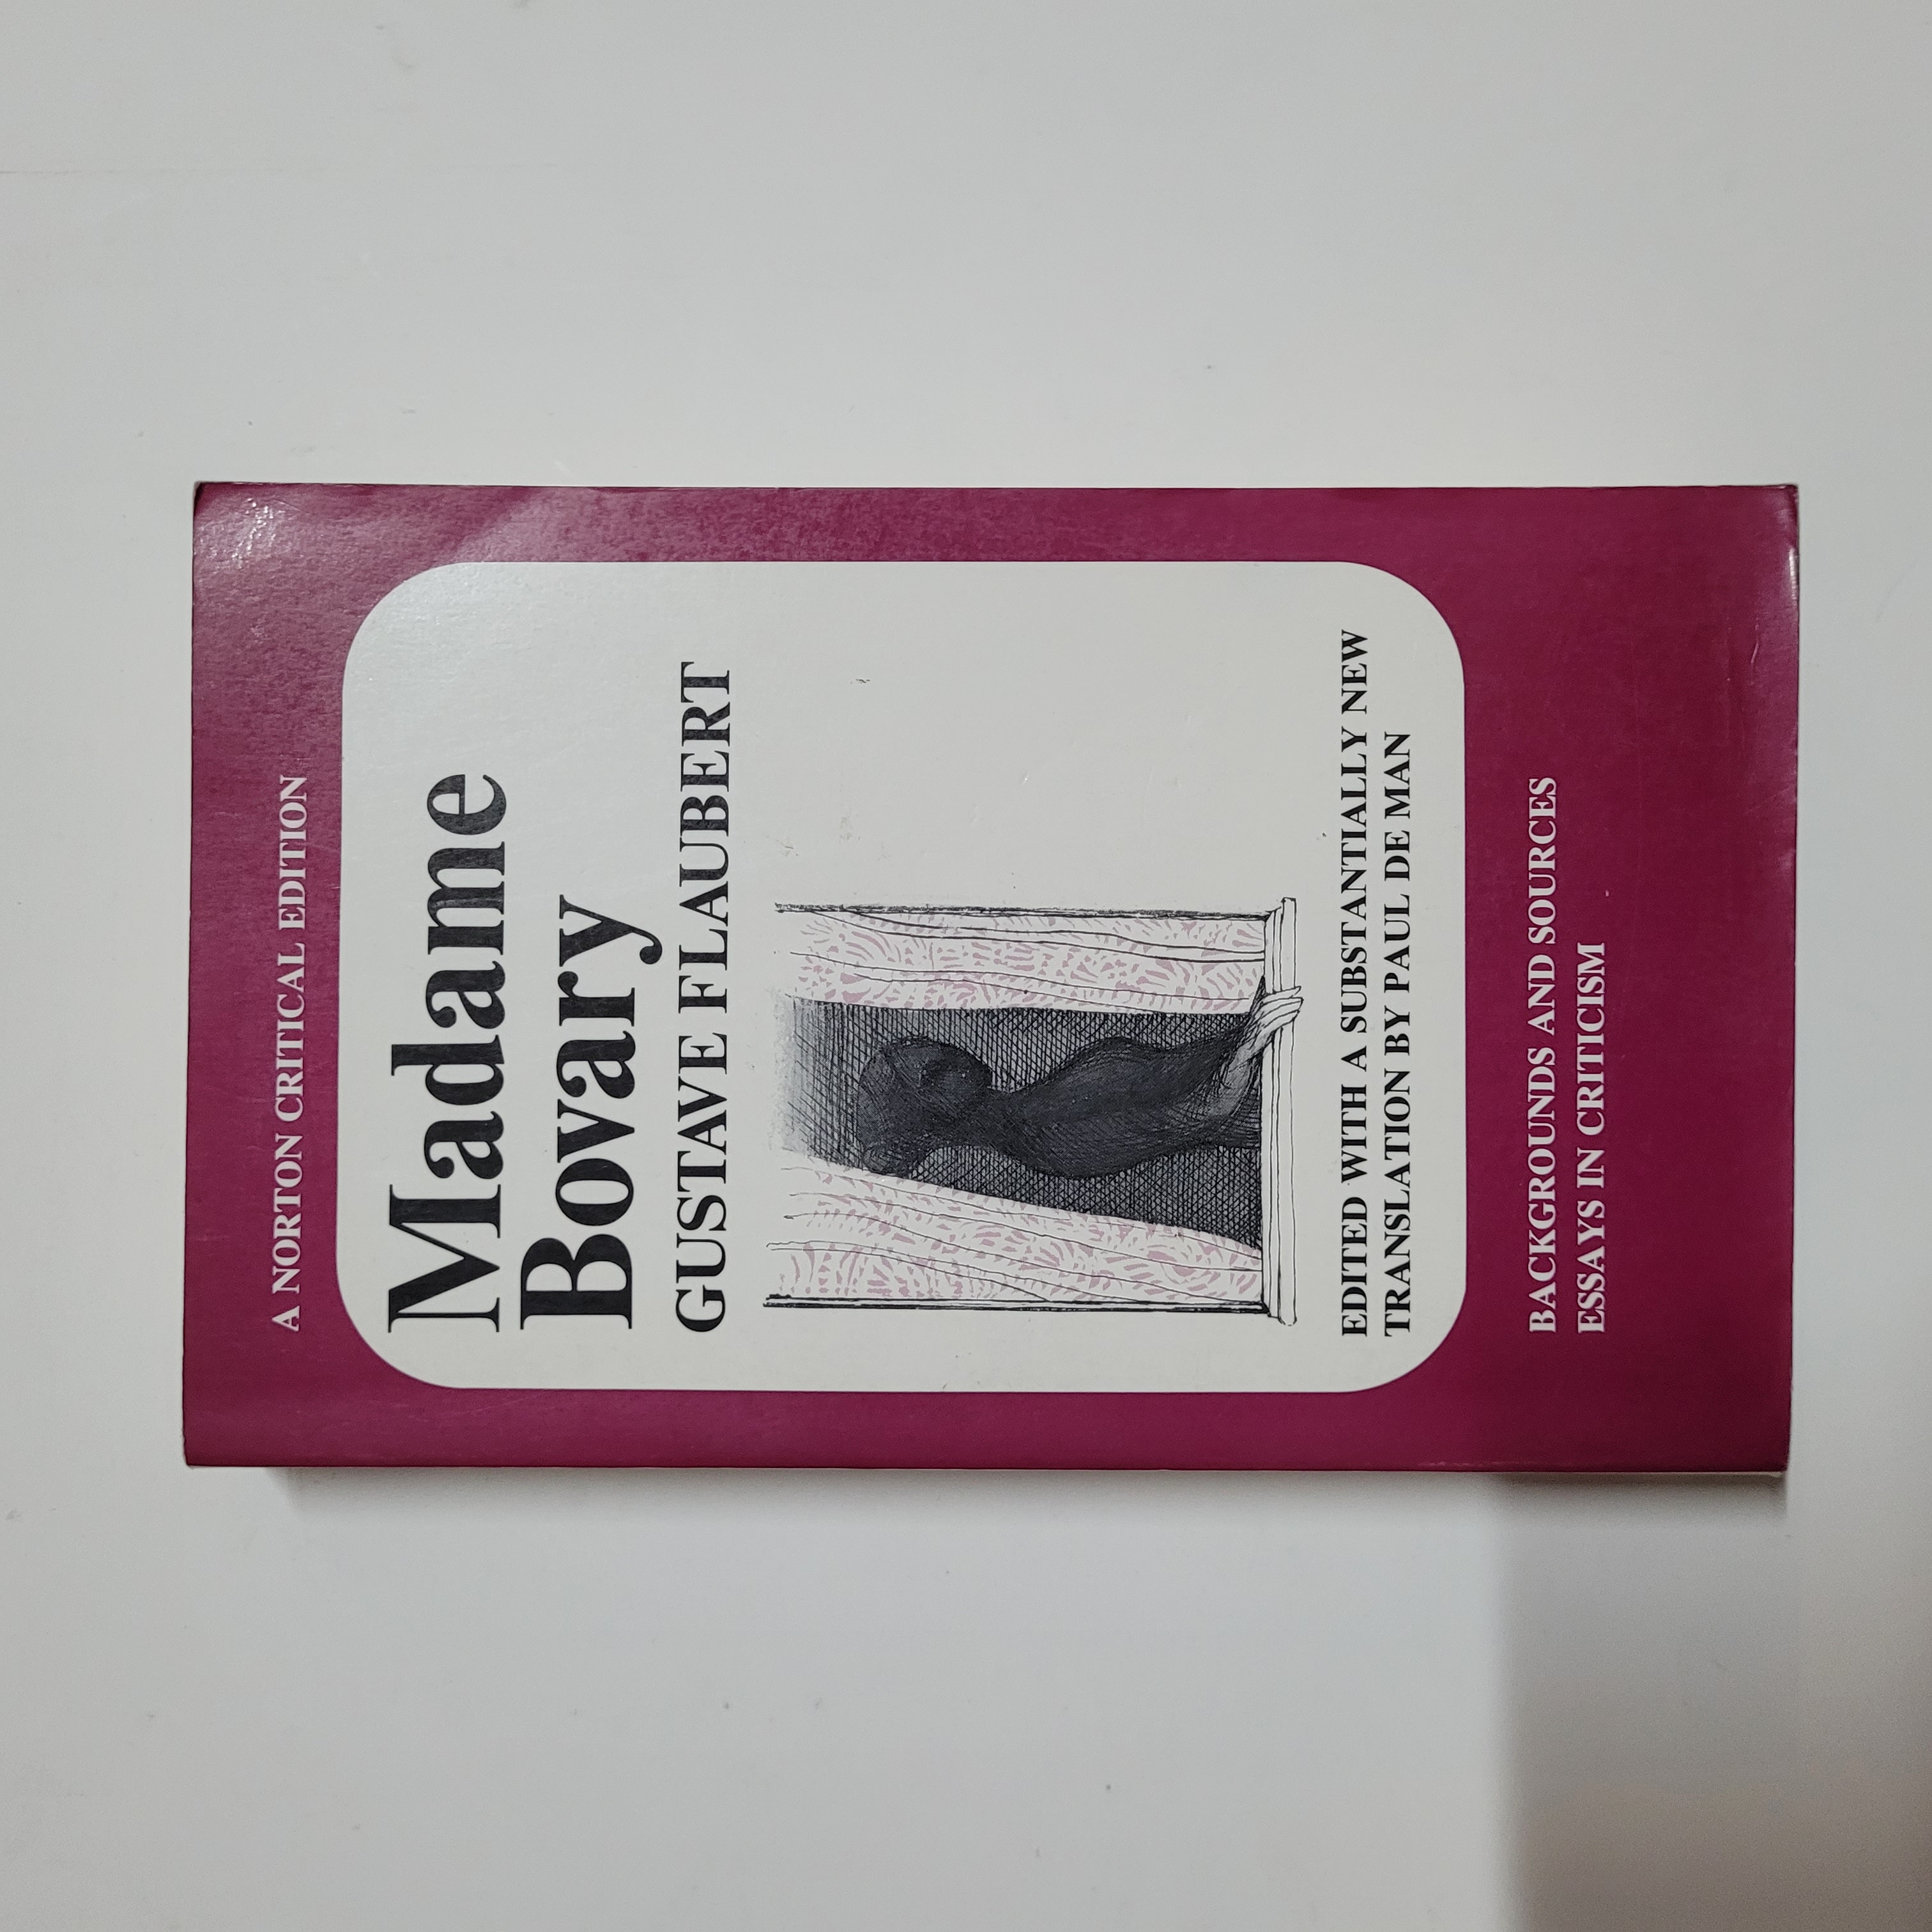 A NORTON CRITICAL EDITION
Madame
Bovary
GUSTAVE FLAUBERT
EDITED WITH A SUBSTANTIALLY NEW
TRANSLATION BY PAUL DE MAN
BACKGROUNDS AND SOURCES
ESSAYS IN CRITICISM